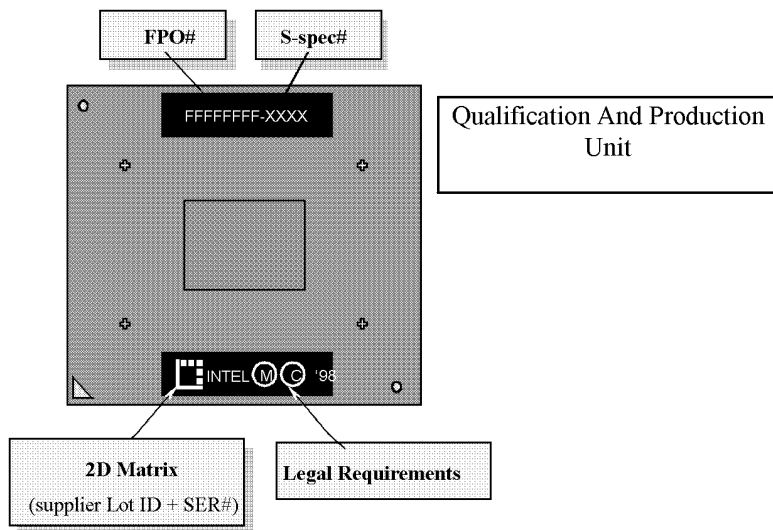 FPO#
S-spec#
FFFFFFFF-XXXX
Qualification And Production
Unit
INTEL M C '98
2D Matrix
(supplier Lot ID + SER#)
Legal Requirements